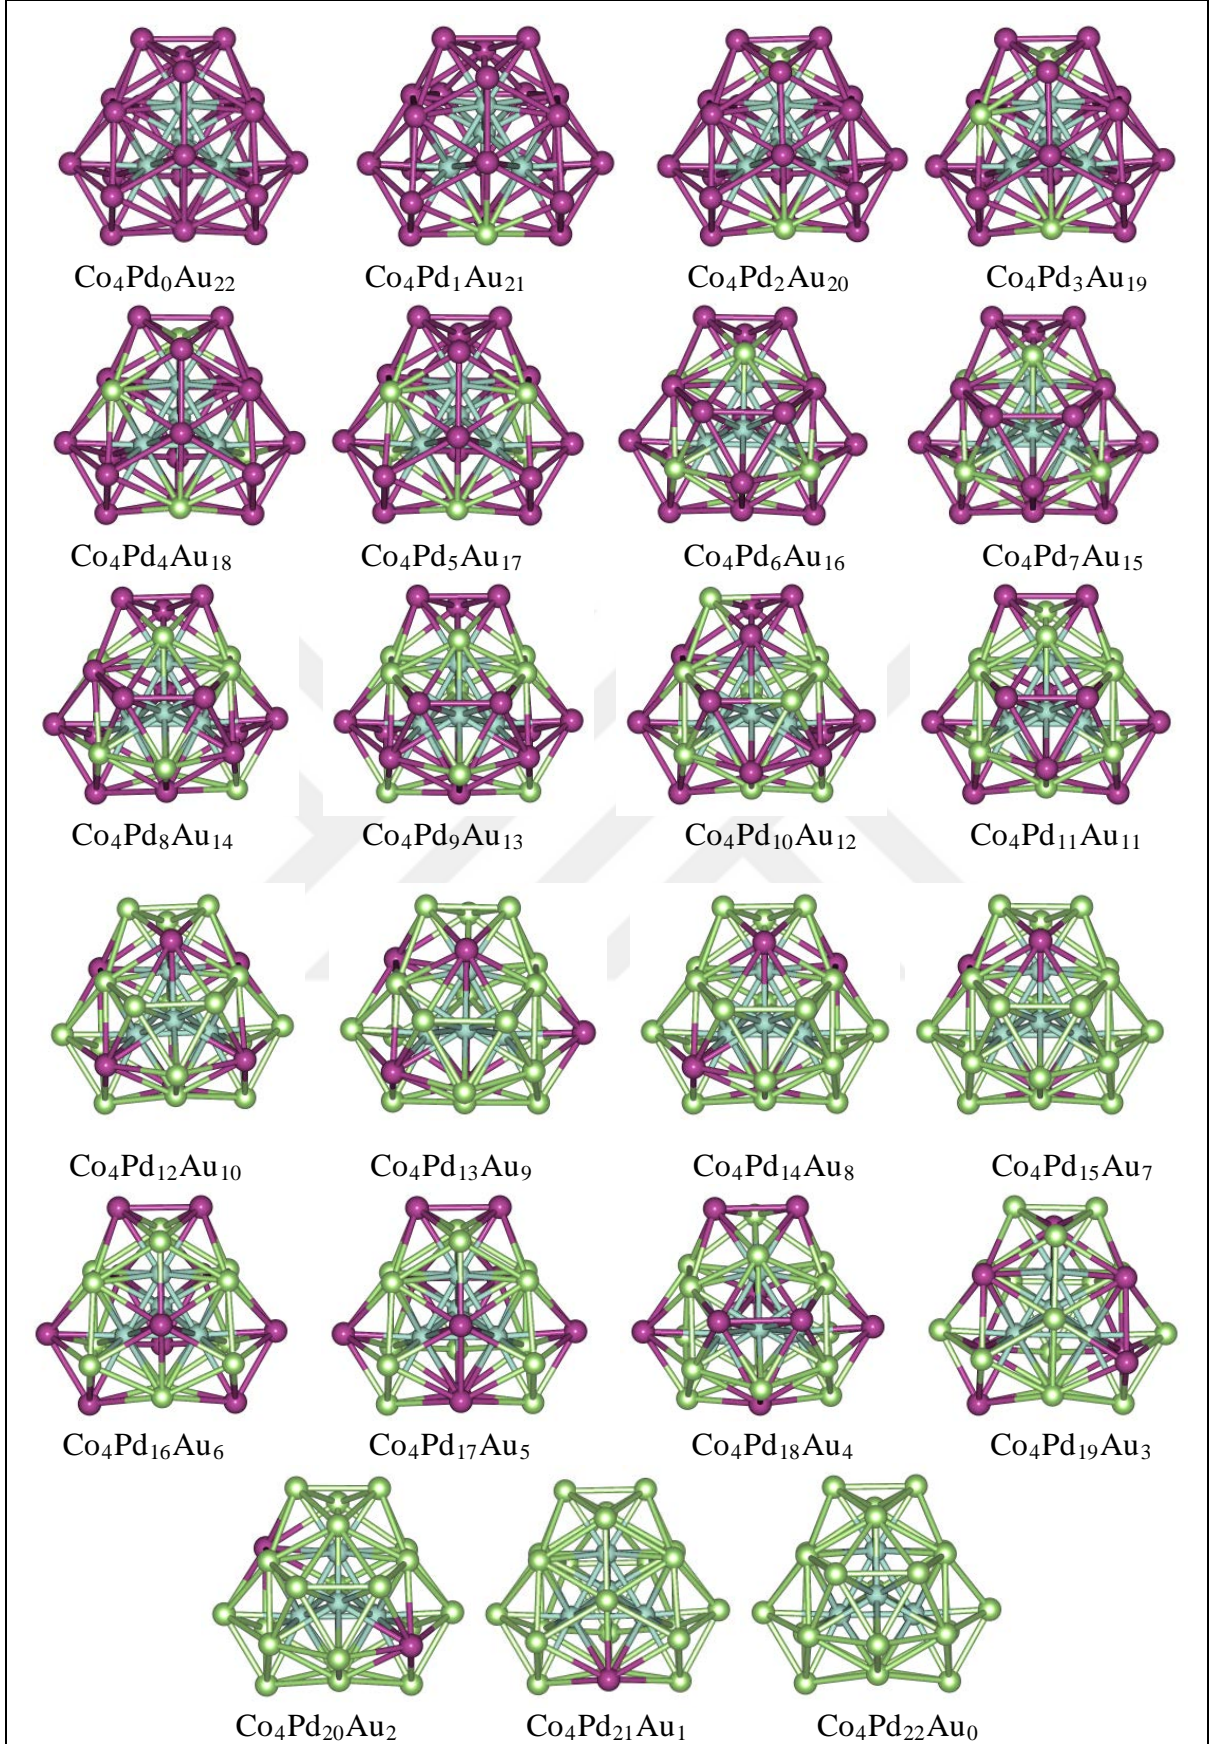 Co₄Pd₀Au₂₂ Co₄Pd₁Au₂₁ Co₄Pd₂Au₂₀ Co₄Pd₃Au₁₉
Co₄Pd₄Au₁₈ Co₄Pd₅Au₁₇ Co₄Pd₆Au₁₆ Co₄Pd₇Au₁₅
Co₄Pd₈Au₁₄ Co₄Pd₉Au₁₃ Co₄Pd₁₀Au₁₂ Co₄Pd₁₁Au₁₁
Co₄Pd₁₂Au₁₀ Co₄Pd₁₃Au₉ Co₄Pd₁₄Au₈ Co₄Pd₁₅Au₇
Co₄Pd₁₆Au₆ Co₄Pd₁₇Au₅ Co₄Pd₁₈Au₄ Co₄Pd₁₉Au₃
Co₄Pd₂₀Au₂ Co₄Pd₂₁Au₁ Co₄Pd₂₂Au₀